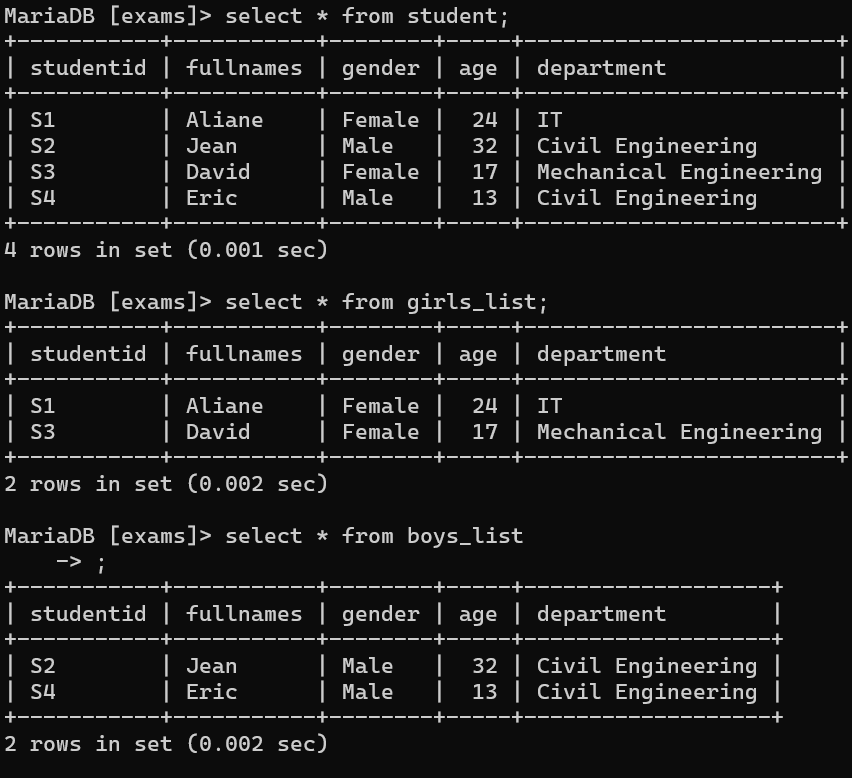 MariaDB [exams]> select * from student;
+-----------+-----------+--------+-----+------------------------+
| studentid | fullnames | gender | age | department             |
+-----------+-----------+--------+-----+------------------------+
| S1        | Aliane    | Female |  24 | IT                     |
| S2        | Jean      | Male   |  32 | Civil Engineering      |
| S3        | David     | Female |  17 | Mechanical Engineering |
| S4        | Eric      | Male   |  13 | Civil Engineering      |
+-----------+-----------+--------+-----+------------------------+
4 rows in set (0.001 sec)

MariaDB [exams]> select * from girls_list;
+-----------+-----------+--------+-----+------------------------+
| studentid | fullnames | gender | age | department             |
+-----------+-----------+--------+-----+------------------------+
| S1        | Aliane    | Female |  24 | IT                     |
| S3        | David     | Female |  17 | Mechanical Engineering |
+-----------+-----------+--------+-----+------------------------+
2 rows in set (0.002 sec)

MariaDB [exams]> select * from boys_list
    -> ;
+-----------+-----------+--------+-----+-------------------+
| studentid | fullnames | gender | age | department        |
+-----------+-----------+--------+-----+-------------------+
| S2        | Jean      | Male   |  32 | Civil Engineering |
| S4        | Eric      | Male   |  13 | Civil Engineering |
+-----------+-----------+--------+-----+-------------------+
2 rows in set (0.002 sec)